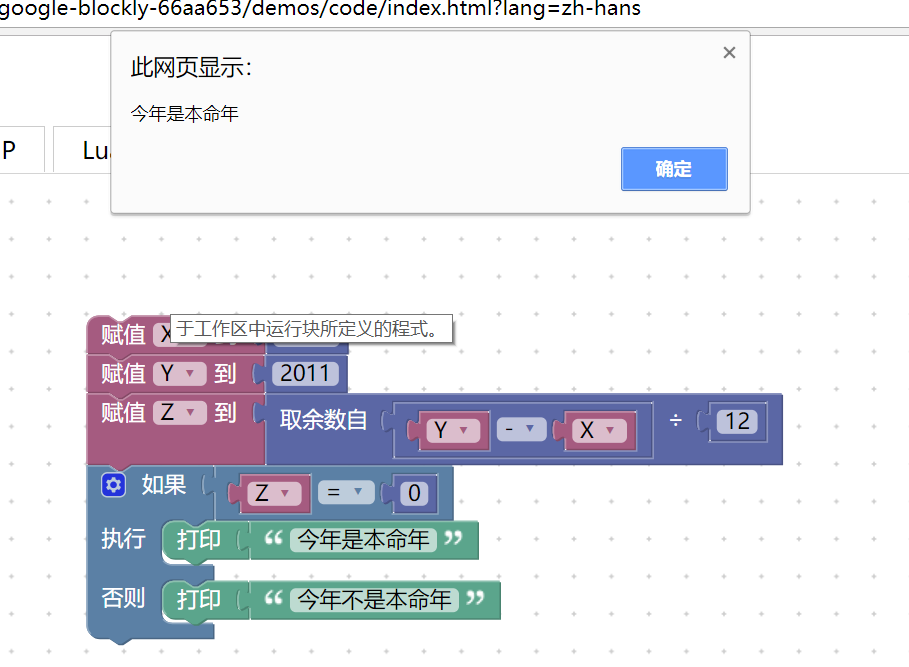 google-blockly-66aa653/demos/code/index.html?lang=zh-hans
此网页显示：
×
今年是本命年
确定
P
Lu
赋值 X
于工作区中运行块所定义的程式。
赋值 Y 到 2011
赋值 Z 到 取余数自 Y - X ÷ 12
如果 Z = 0
执行 打印 “ 今年是本命年 ”
否则 打印 “ 今年不是本命年 ”